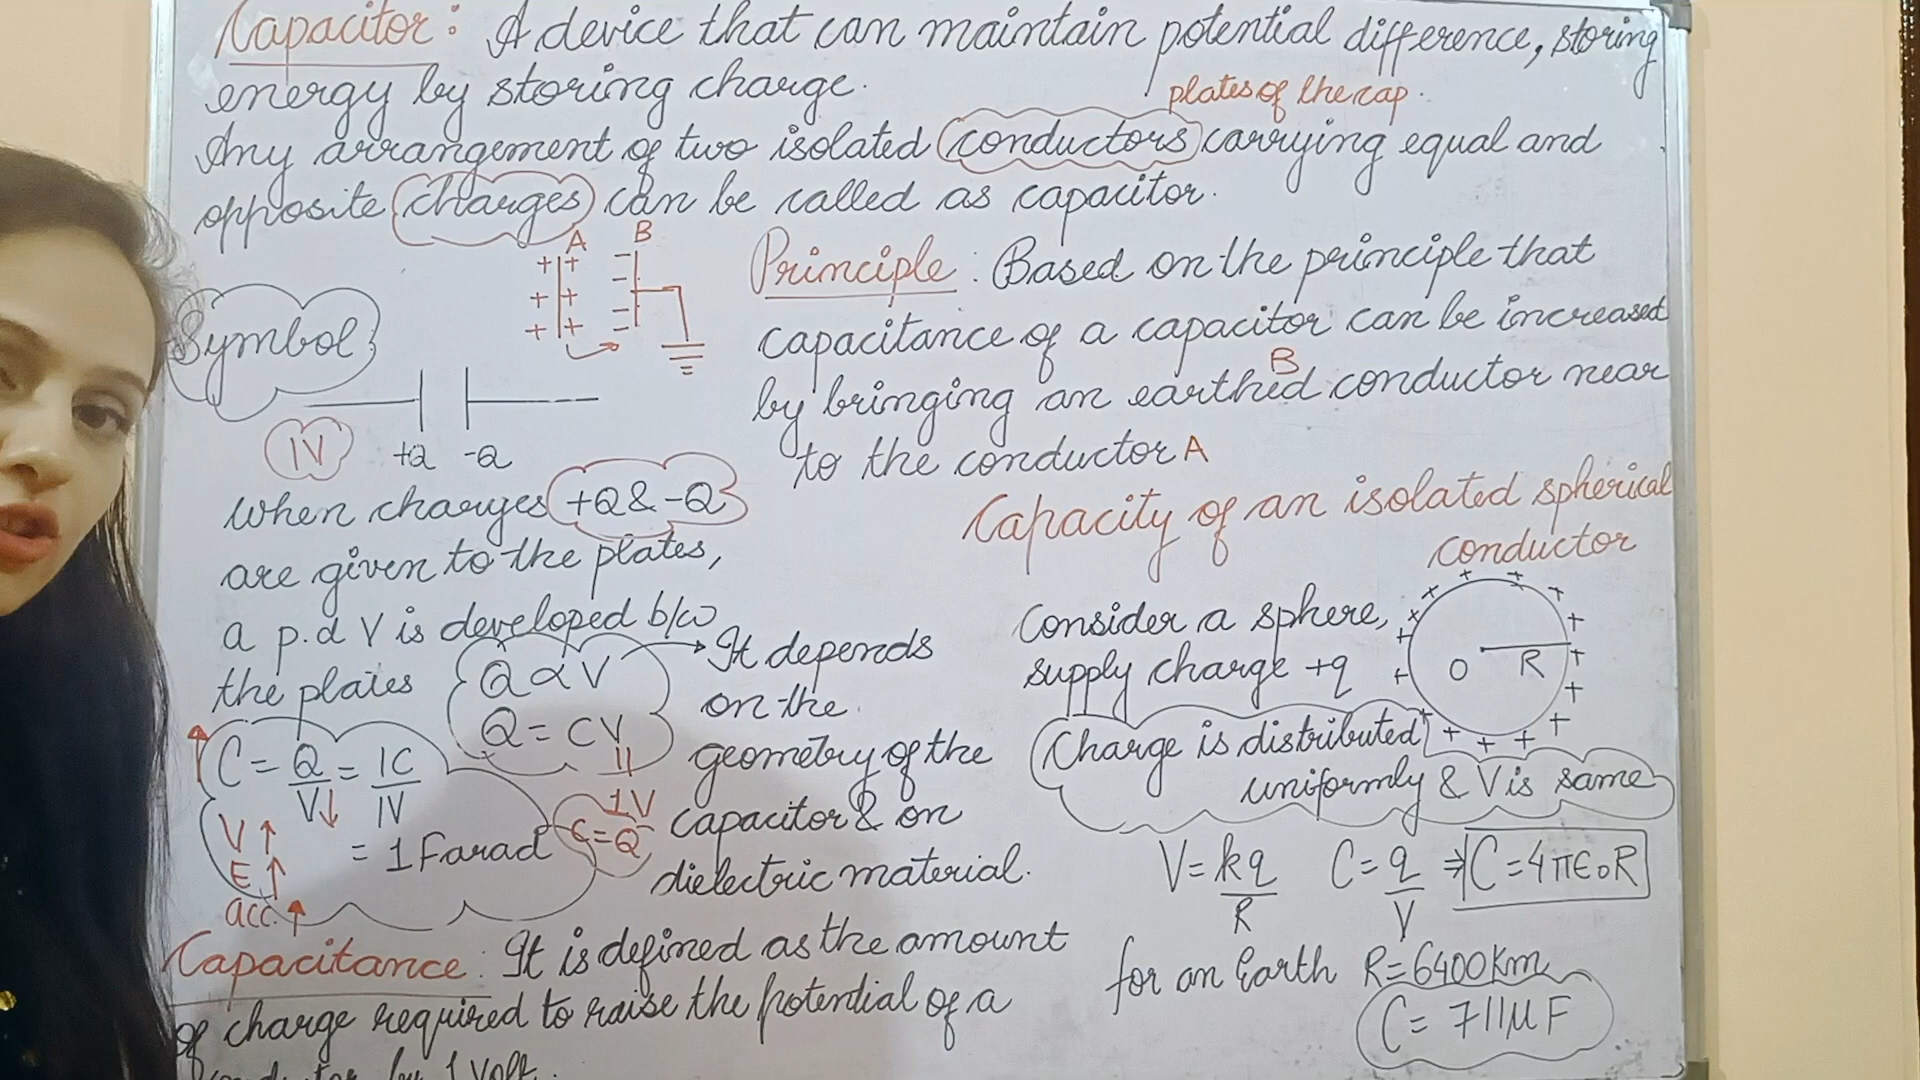 Capacitor: A device that can maintain potential difference, storing
energy by storing charge.
plates of the cap.
Any arrangement of two isolated conductors carrying equal and
opposite charges can be called as capacitor.
A B
+ + -
-
+ + -
-
+ + -
Symbol
1V
+Q -Q
Principle: Based on the principle that
capacitance of a capacitor can be increased
B
by bringing an earthed conductor near
to the conductor A
When charges +Q & -Q
are given to the plates,
a p.d V is developed b/w
the plates
Q ∝ V
Q = CV
||
1V
C=Q
It depends
on the
geometry of the
capacitor & on
dielectric material.
C = Q/V = 1C/1V
= 1 Farad
V ↑
E ↑
acc. ↑
Capacitance: It is defined as the amount
of charge required to raise the potential of a
conductor by 1 Volt.
Capacity of an isolated spherical
conductor
Consider a sphere,
supply charge +q
O R
Charge is distributed
uniformly & V is same
V = kq/R C = q/V ⇒ C = 4πϵoR
for an Earth R = 6400Km
C = 711μF